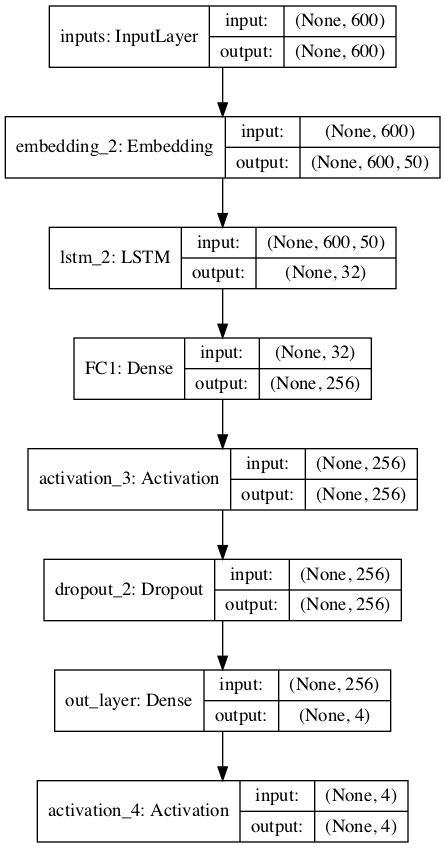 inputs: InputLayer
input: (None, 600)
output: (None, 600)
embedding_2: Embedding
input: (None, 600)
output: (None, 600, 50)
lstm_2: LSTM
input: (None, 600, 50)
output: (None, 32)
FC1: Dense
input: (None, 32)
output: (None, 256)
activation_3: Activation
input: (None, 256)
output: (None, 256)
dropout_2: Dropout
input: (None, 256)
output: (None, 256)
out_layer: Dense
input: (None, 256)
output: (None, 4)
activation_4: Activation
input: (None, 4)
output: (None, 4)